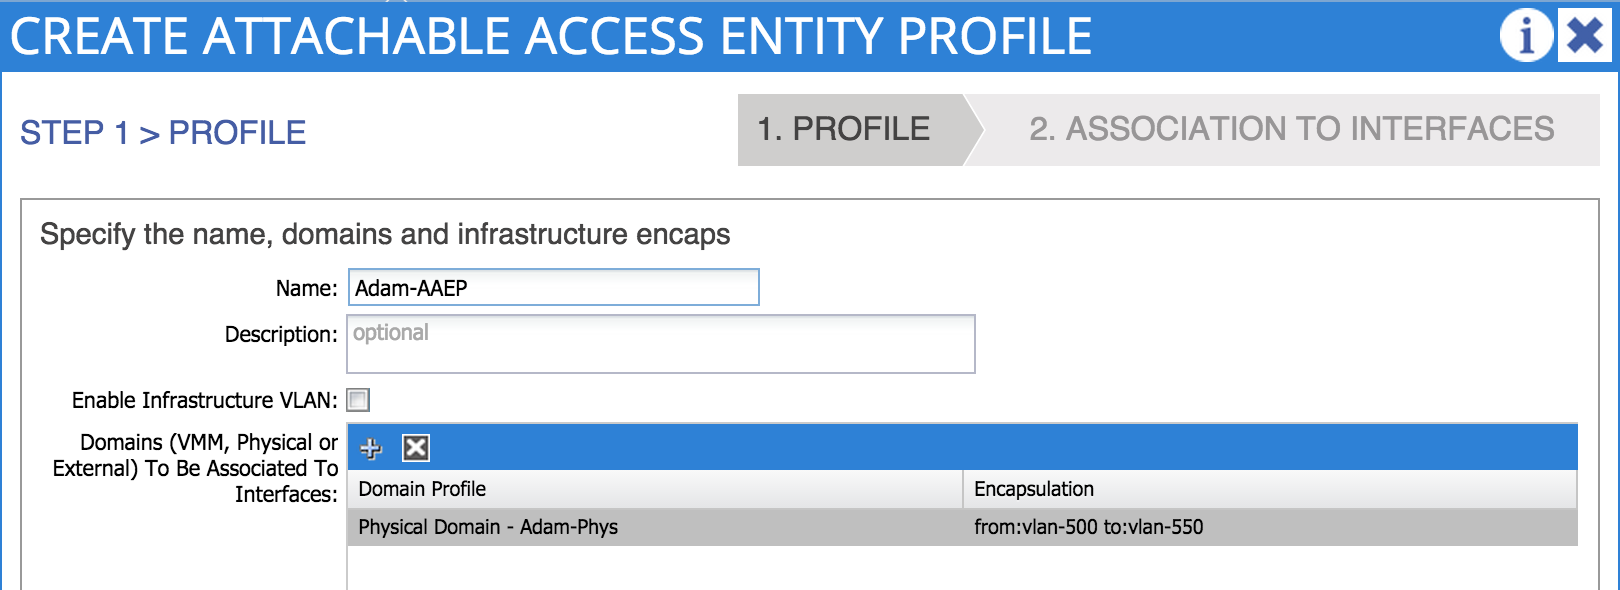 CREATE ATTACHABLE ACCESS ENTITY PROFILE
STEP 1 > PROFILE
1. PROFILE
2. ASSOCIATION TO INTERFACES
Specify the name, domains and infrastructure encaps
Name: Adam-AAEP
Description: optional
Enable Infrastructure VLAN:
Domains (VMM, Physical or
External) To Be Associated To
Interfaces:
Domain Profile Encapsulation
Physical Domain - Adam-Phys from:vlan-500 to:vlan-550